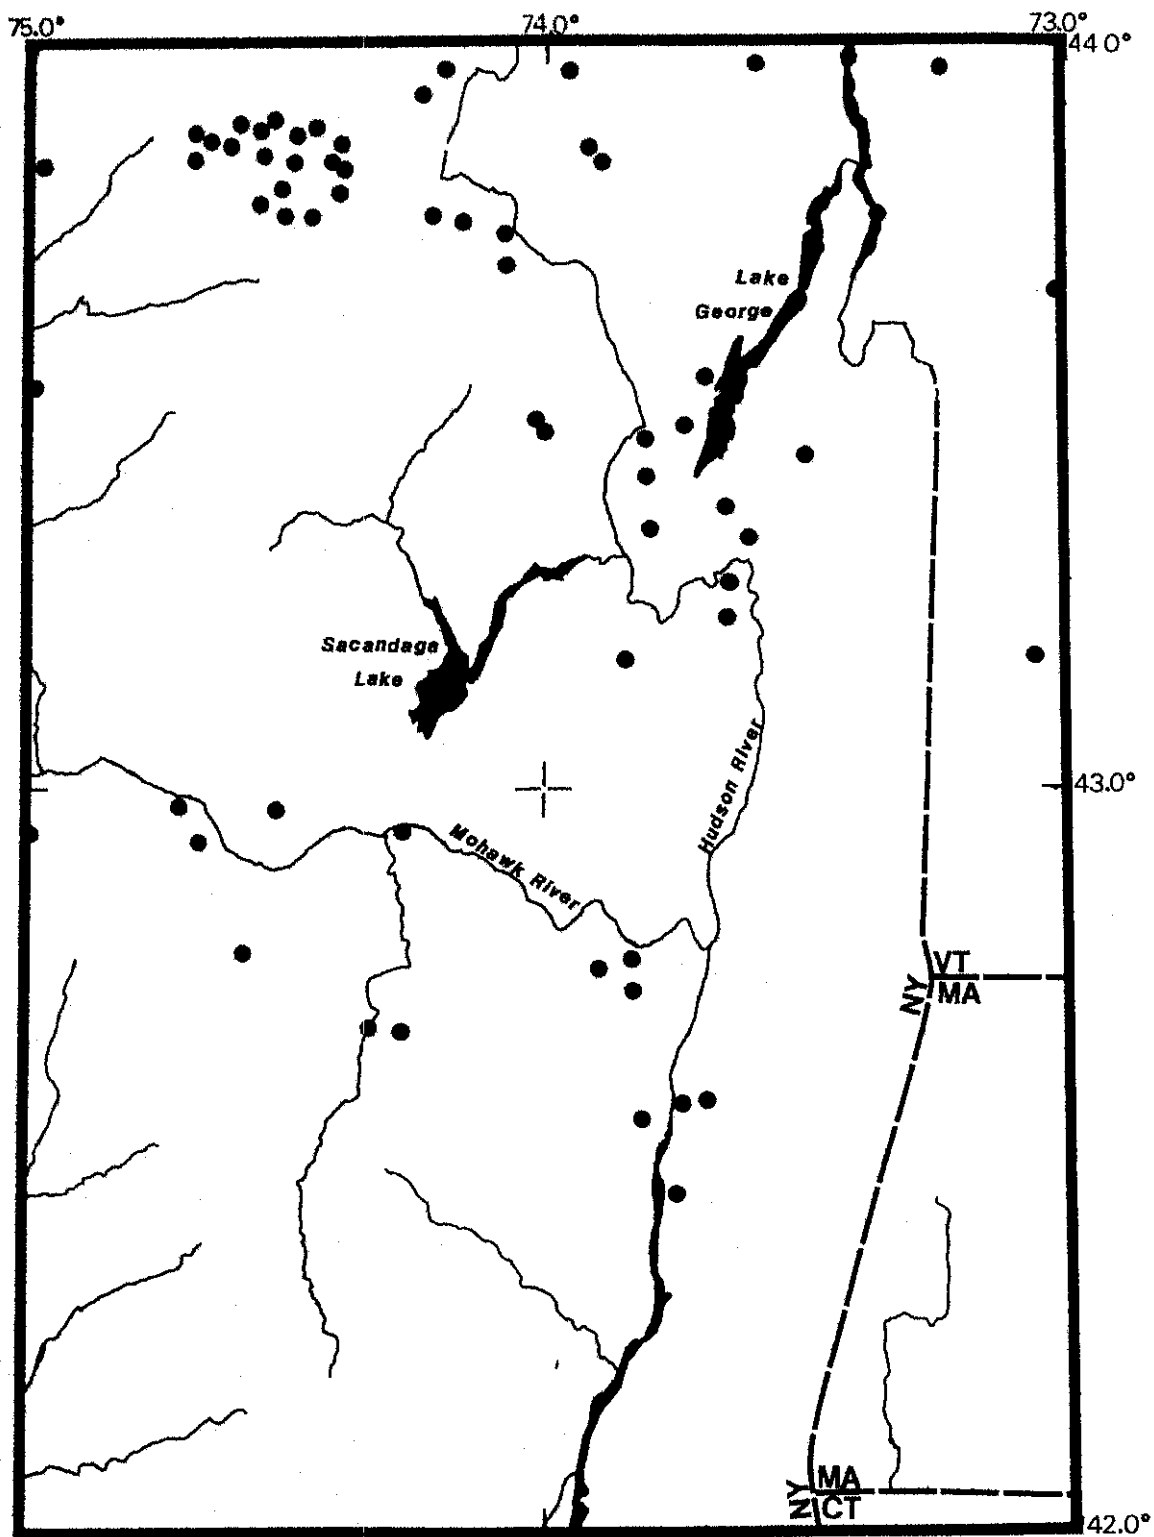 75.0° 74.0° 73.0°
44 0°
Lake
George
Sacandaga
Lake
Hudson River
43.0°
Mohawk River
VT
NY
MA
NY
MA
CT
42.0°